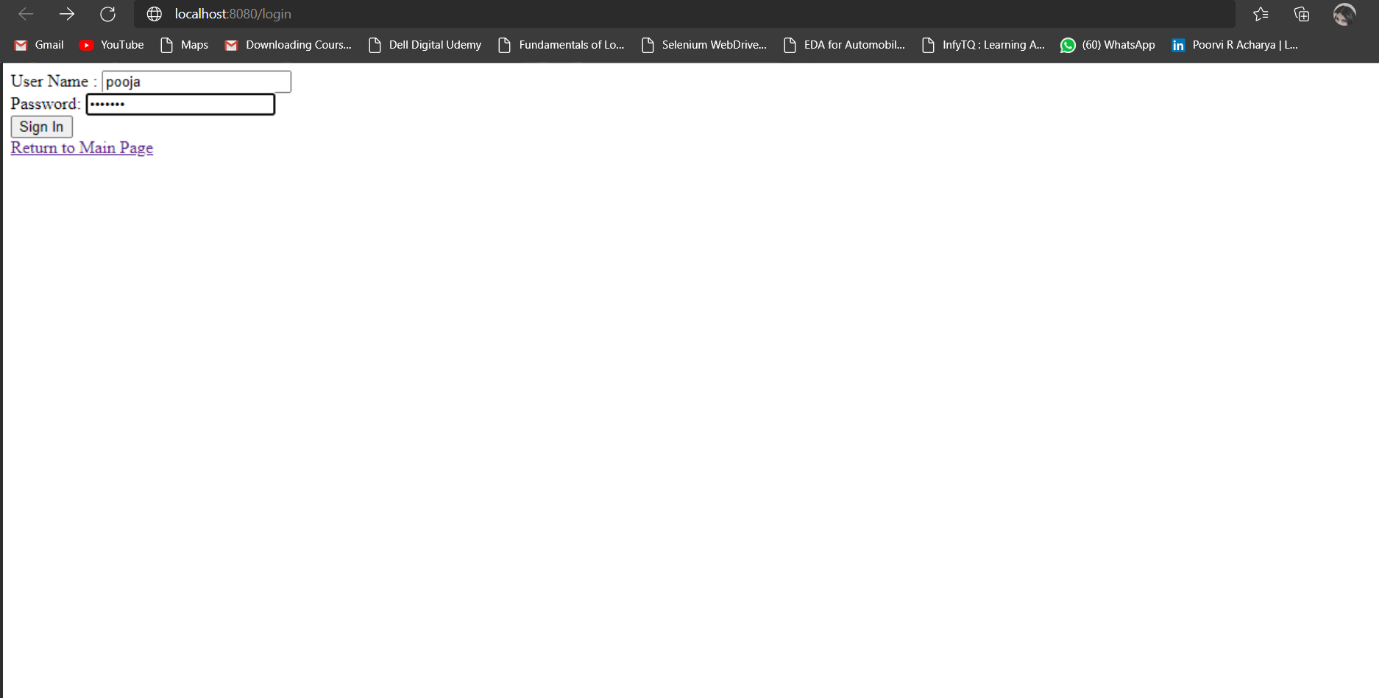 localhost:8080/login
Gmail YouTube Maps Downloading Cours... Dell Digital Udemy Fundamentals of Lo... Selenium WebDrive... EDA for Automobil... InfyTQ : Learning A... (60) WhatsApp in Poorvi R Acharya | L...
User Name : pooja
Password: •••••••
Sign In
Return to Main Page